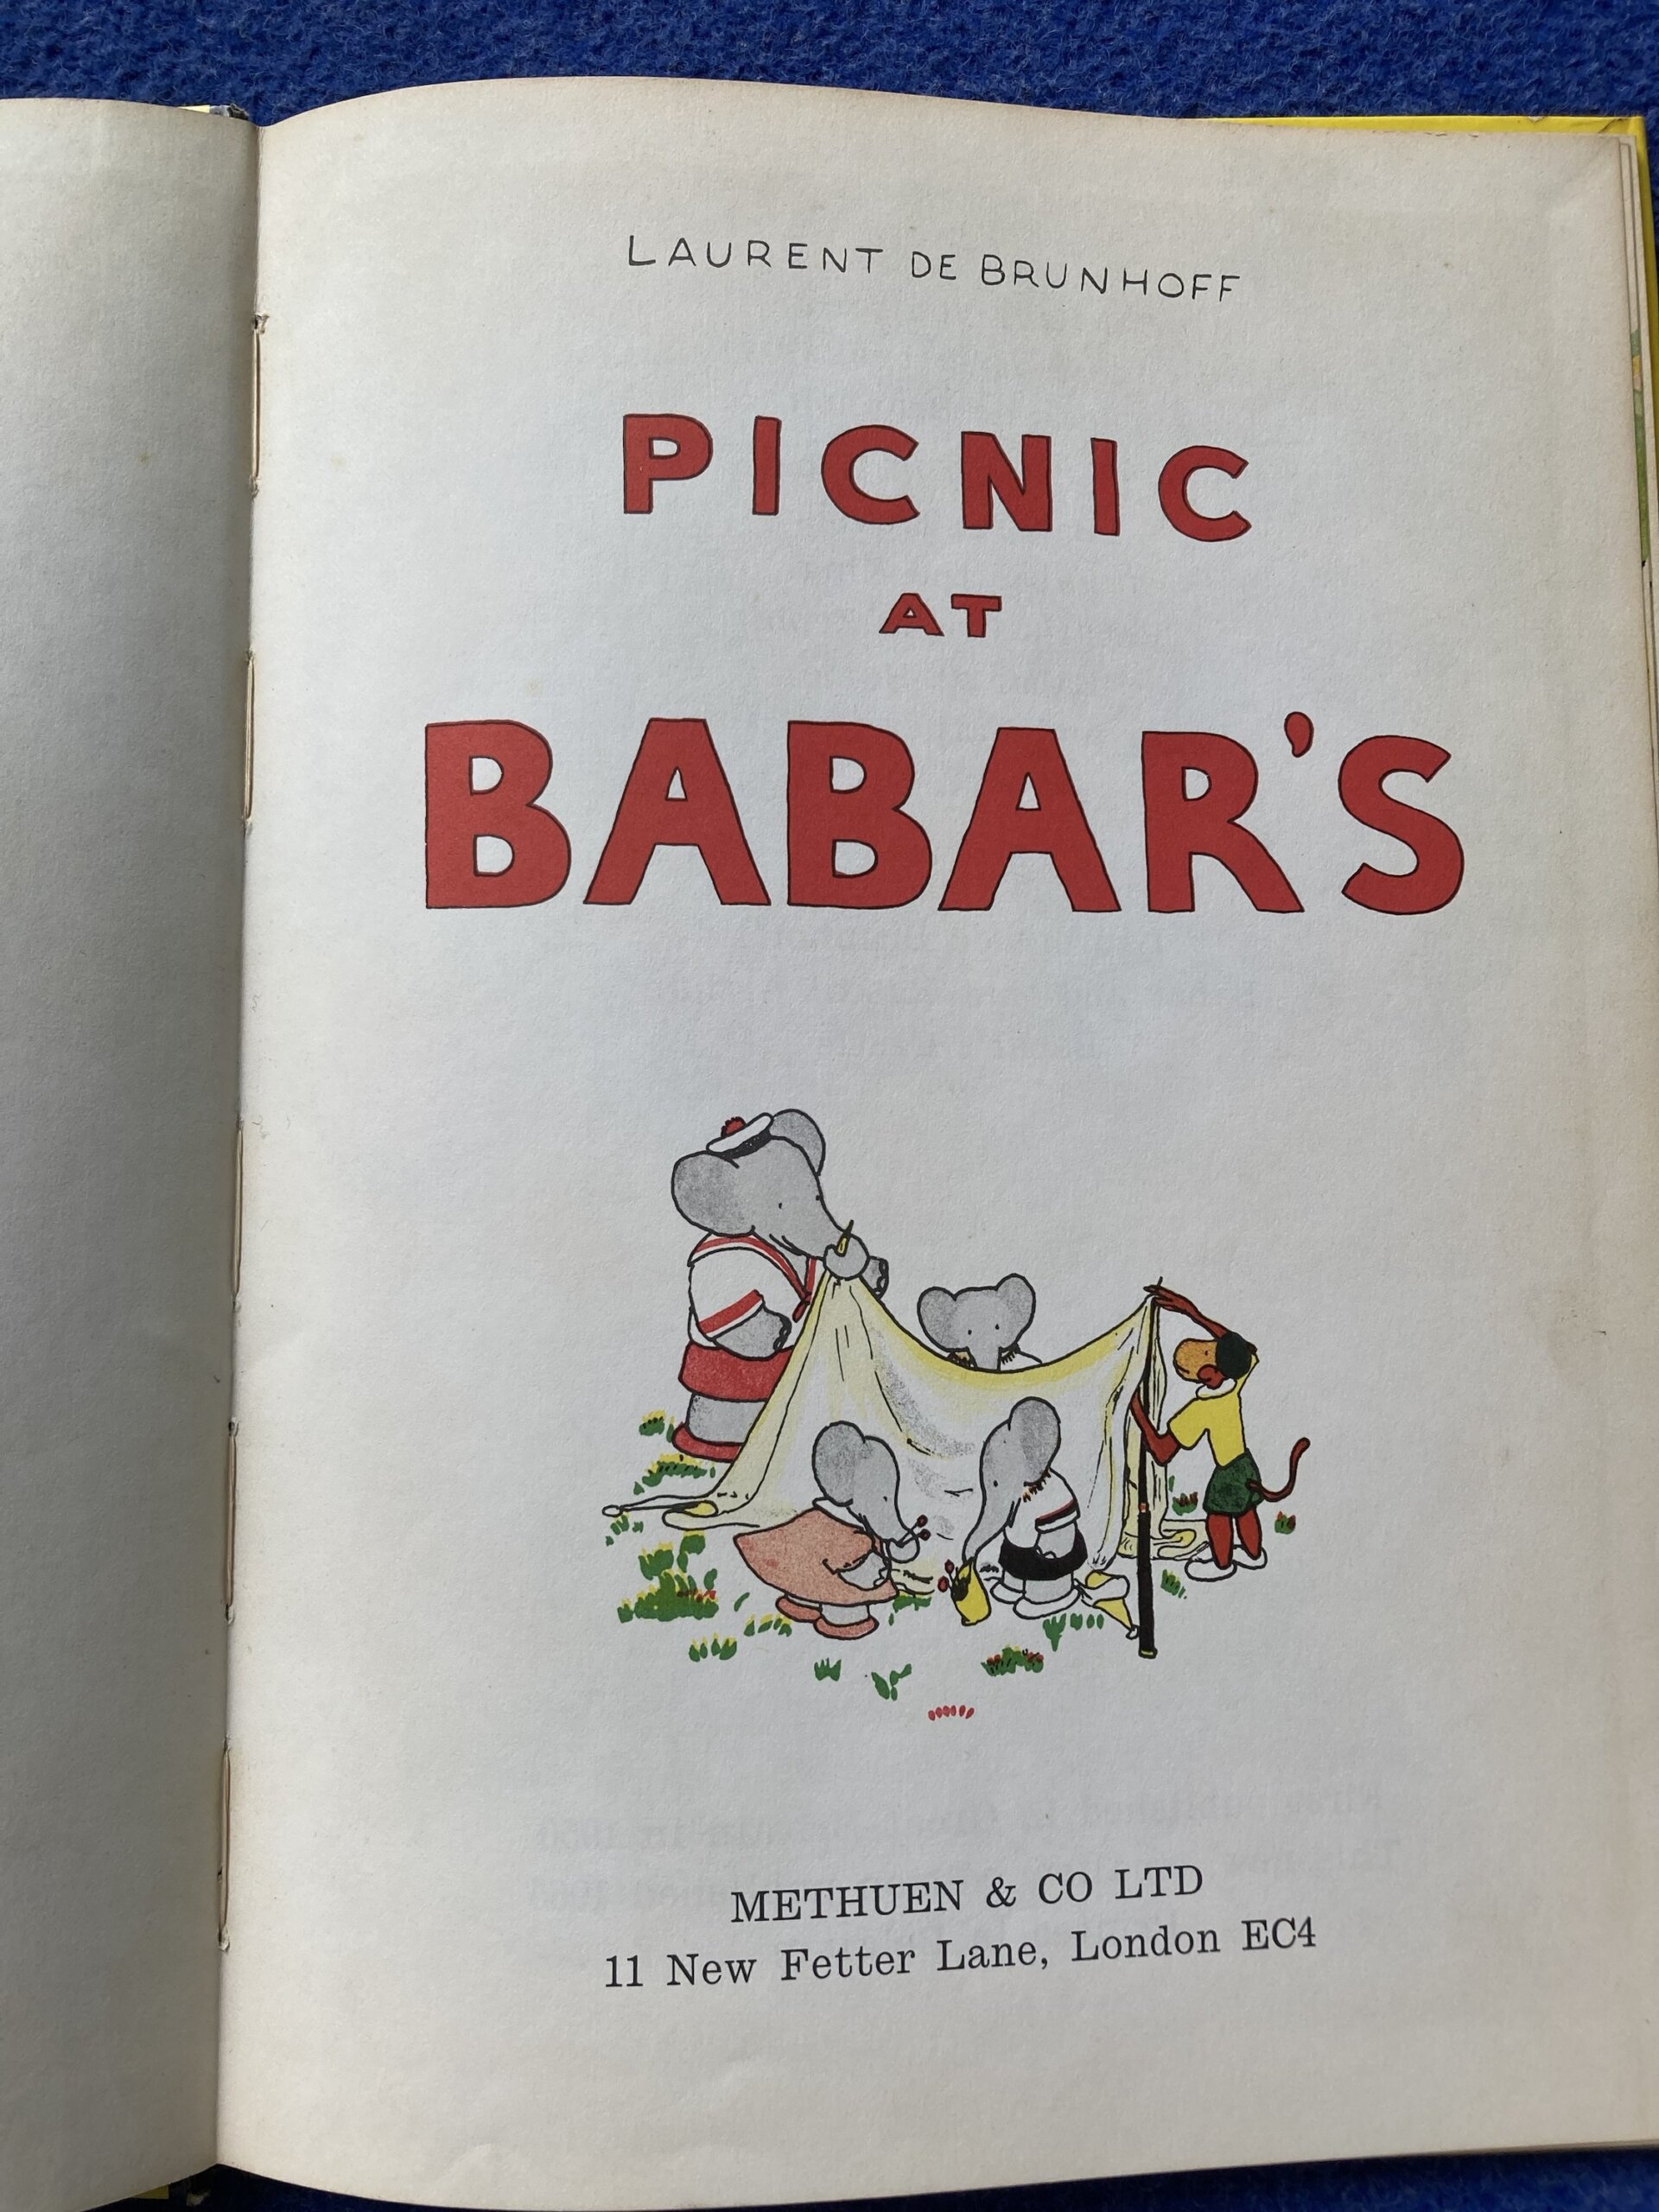 LAURENT DE BRUNHOFF
PICNIC
AT
BABAR'S
METHUEN & CO LTD
11 New Fetter Lane, London EC4